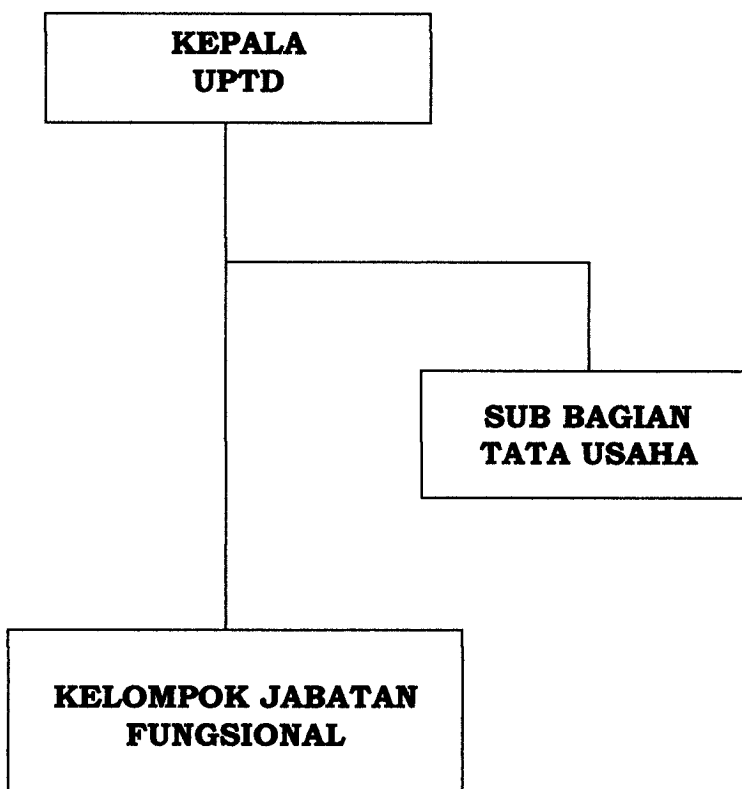 KEPALA
UPTD
SUB BAGIAN
TATA USAHA
KELOMPOK JABATAN
FUNGSIONAL